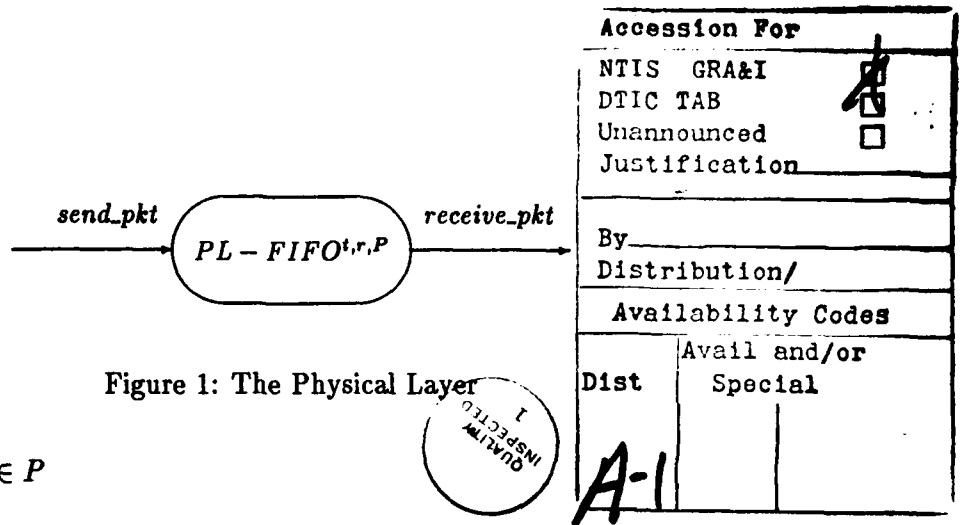 send_pkt
PL – FIFO^{t,r,P}
receive_pkt
Figure 1: The Physical Layer
∈ P
QUALITY
INSPECTED
1
Accession For
NTIS GRA&I
DTIC TAB
Unannounced
Justification
By
Distribution/
Availability Codes
Avail and/or
Dist Special
A-1